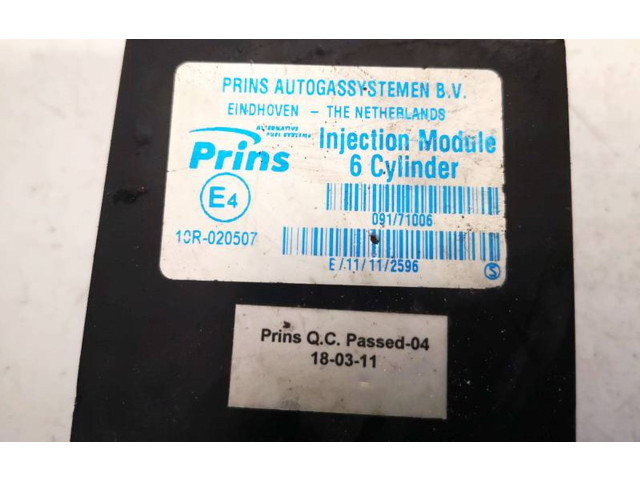 PRINS AUTOGASSYSTEMEN B.V.
EINDHOVEN - THE NETHERLANDS
ALTERNATIVE
FUEL SYSTEMS
Prins
Injection Module
6 Cylinder
E4
091/71006
10R-020507
E/11/11/2596
S
Prins Q.C. Passed-04
18-03-11